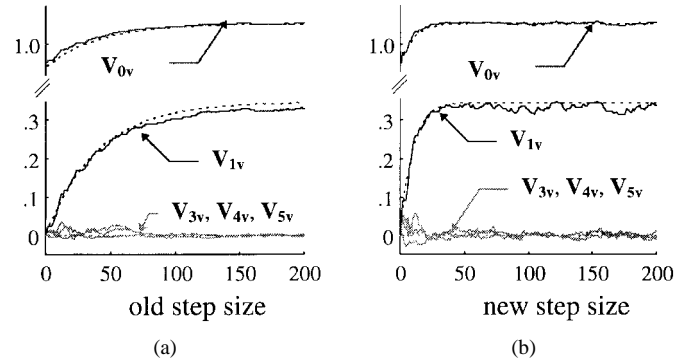 1.0
V0v
.3
.2
.1
0
V1v
V3v, V4v, V5v
0 50 100 150 200
old step size
(a)
1.0
V0v
.3
.2
.1
0
V1v
V3v, V4v, V5v
0 50 100 150 200
new step size
(b)